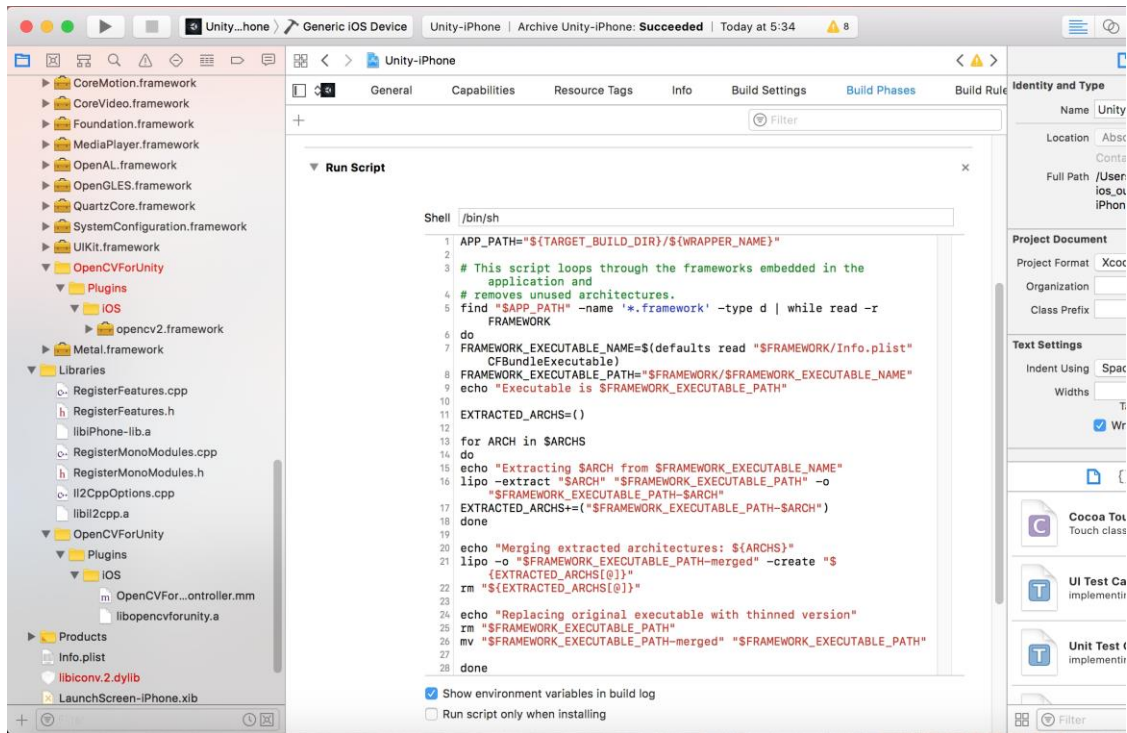 Unity...hone
Generic iOS Device
Unity-iPhone | Archive Unity-iPhone: Succeeded | Today at 5:34
8
Unity-iPhone
General Capabilities Resource Tags Info Build Settings Build Phases Build Rule
Filter
CoreMotion.framework
CoreVideo.framework
Foundation.framework
MediaPlayer.framework
OpenAL.framework
OpenGLES.framework
QuartzCore.framework
SystemConfiguration.framework
UIKit.framework
OpenCVForUnity
Plugins
iOS
opencv2.framework
Metal.framework
Libraries
RegisterFeatures.cpp
RegisterFeatures.h
libiPhone-lib.a
RegisterMonoModules.cpp
RegisterMonoModules.h
Il2CppOptions.cpp
libil2cpp.a
OpenCVForUnity
Plugins
iOS
OpenCVFor...ontroller.mm
libopencvforunity.a
Products
Info.plist
libiconv.2.dylib
LaunchScreen-iPhone.xib
Run Script
Shell /bin/sh
1 APP_PATH="${TARGET_BUILD_DIR}/${WRAPPER_NAME}"
2
3 # This script loops through the frameworks embedded in the
application and
4 # removes unused architectures.
5 find "$APP_PATH" -name '*.framework' -type d | while read -r
FRAMEWORK
6 do
7 FRAMEWORK_EXECUTABLE_NAME=$(defaults read "$FRAMEWORK/Info.plist"
CFBundleExecutable)
8 FRAMEWORK_EXECUTABLE_PATH="$FRAMEWORK/$FRAMEWORK_EXECUTABLE_NAME"
9 echo "Executable is $FRAMEWORK_EXECUTABLE_PATH"
10
11 EXTRACTED_ARCHS=()
12
13 for ARCH in $ARCHS
14 do
15 echo "Extracting $ARCH from $FRAMEWORK_EXECUTABLE_NAME"
16 lipo -extract "$ARCH" "$FRAMEWORK_EXECUTABLE_PATH" -o
"$FRAMEWORK_EXECUTABLE_PATH-$ARCH"
17 EXTRACTED_ARCHS+=("$FRAMEWORK_EXECUTABLE_PATH-$ARCH")
18 done
19
20 echo "Merging extracted architectures: ${ARCHS}"
21 lipo -o "$FRAMEWORK_EXECUTABLE_PATH-merged" -create "$
{EXTRACTED_ARCHS[@]}"
22 rm "${EXTRACTED_ARCHS[@]}"
23
24 echo "Replacing original executable with thinned version"
25 rm "$FRAMEWORK_EXECUTABLE_PATH"
26 mv "$FRAMEWORK_EXECUTABLE_PATH-merged" "$FRAMEWORK_EXECUTABLE_PATH"
27
28 done
Show environment variables in build log
Run script only when installing
Identity and Type
Name Unity
Location Abso
Conta
Full Path /Users
ios_ou
iPhon
Project Document
Project Format Xcod
Organization
Class Prefix
Text Settings
Indent Using Spac
Widths
Ta
Wr
Cocoa Tou
Touch class
UI Test Ca
implementin
Unit Test C
implementin
Filter